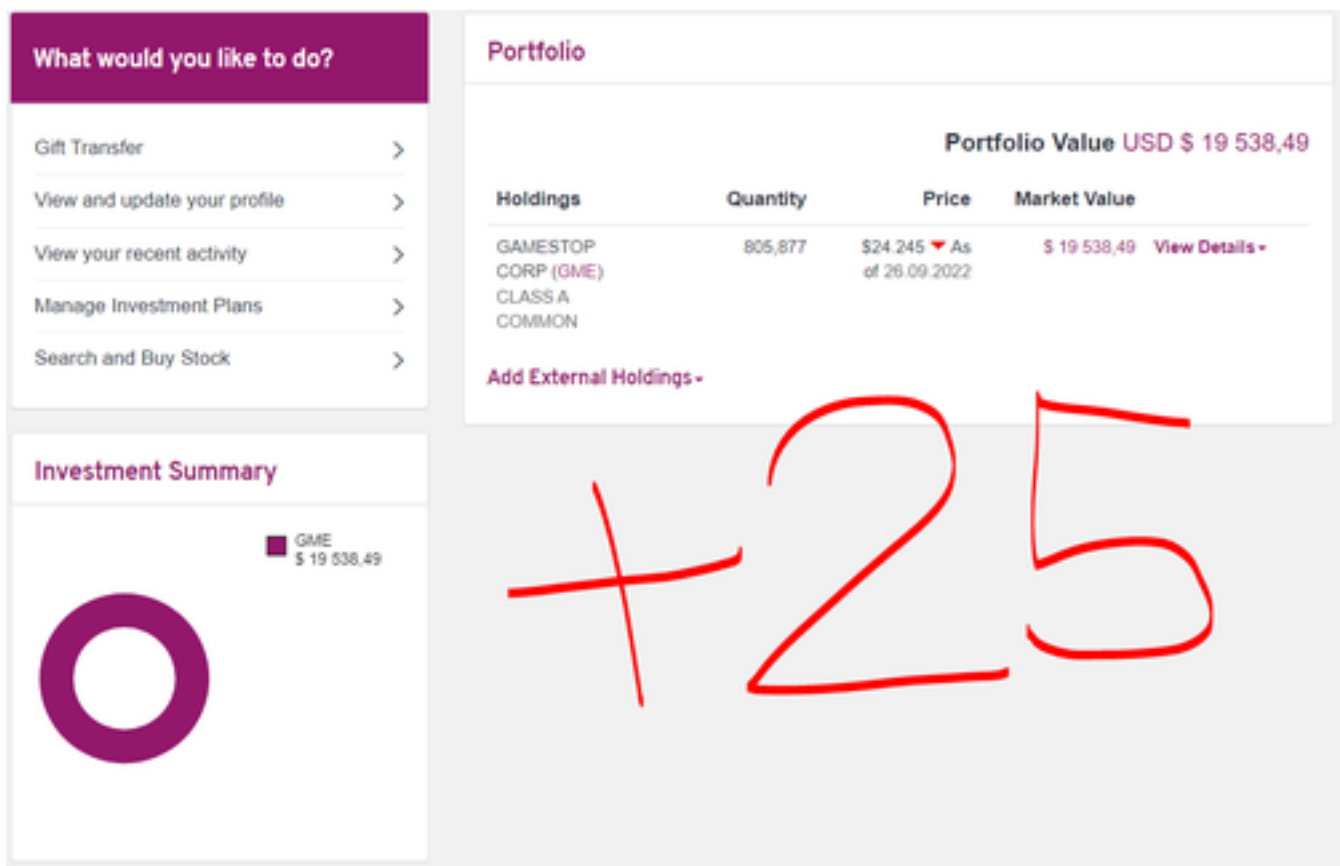 What would you like to do?
Gift Transfer
View and update your profile
View your recent activity
Manage Investment Plans
Search and Buy Stock
Portfolio
Portfolio Value USD $ 19 538,49
Holdings Quantity Price Market Value
GAMESTOP 805,877 $24.245 ▼ As $ 19 538,49 View Details
CORP (GME) of 26.09.2022
CLASS A
COMMON
Add External Holdings
Investment Summary
GME
$ 19 538,49
+25